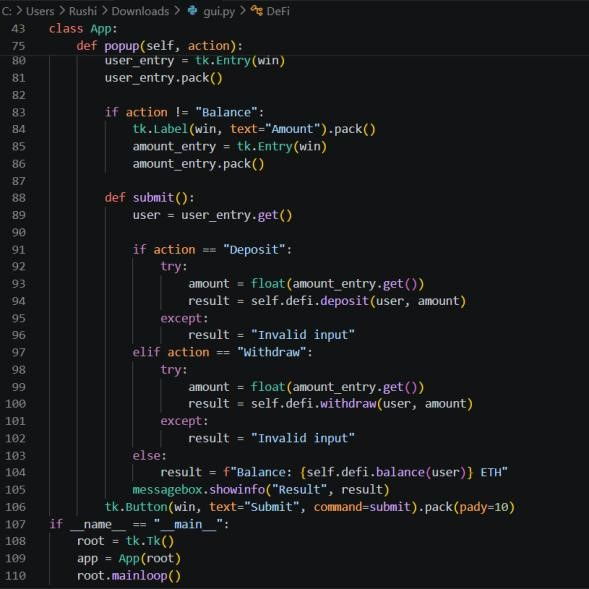 C: > Users > Rushi > Downloads > gui.py > DeFi
43 class App:
75     def popup(self, action):
80         user_entry = tk.Entry(win)
81         user_entry.pack()
82
83         if action != "Balance":
84             tk.Label(win, text="Amount").pack()
85             amount_entry = tk.Entry(win)
86             amount_entry.pack()
87
88         def submit():
89             user = user_entry.get()
90
91             if action == "Deposit":
92                 try:
93                     amount = float(amount_entry.get())
94                     result = self.defi.deposit(user, amount)
95                 except:
96                     result = "Invalid input"
97             elif action == "Withdraw":
98                 try:
99                     amount = float(amount_entry.get())
100                     result = self.defi.withdraw(user, amount)
101                 except:
102                     result = "Invalid input"
103             else:
104                 result = f"Balance: {self.defi.balance(user)} ETH"
105             messagebox.showinfo("Result", result)
106         tk.Button(win, text="Submit", command=submit).pack(pady=10)
107 if __name__ == "__main__":
108     root = tk.Tk()
109     app = App(root)
110     root.mainloop()